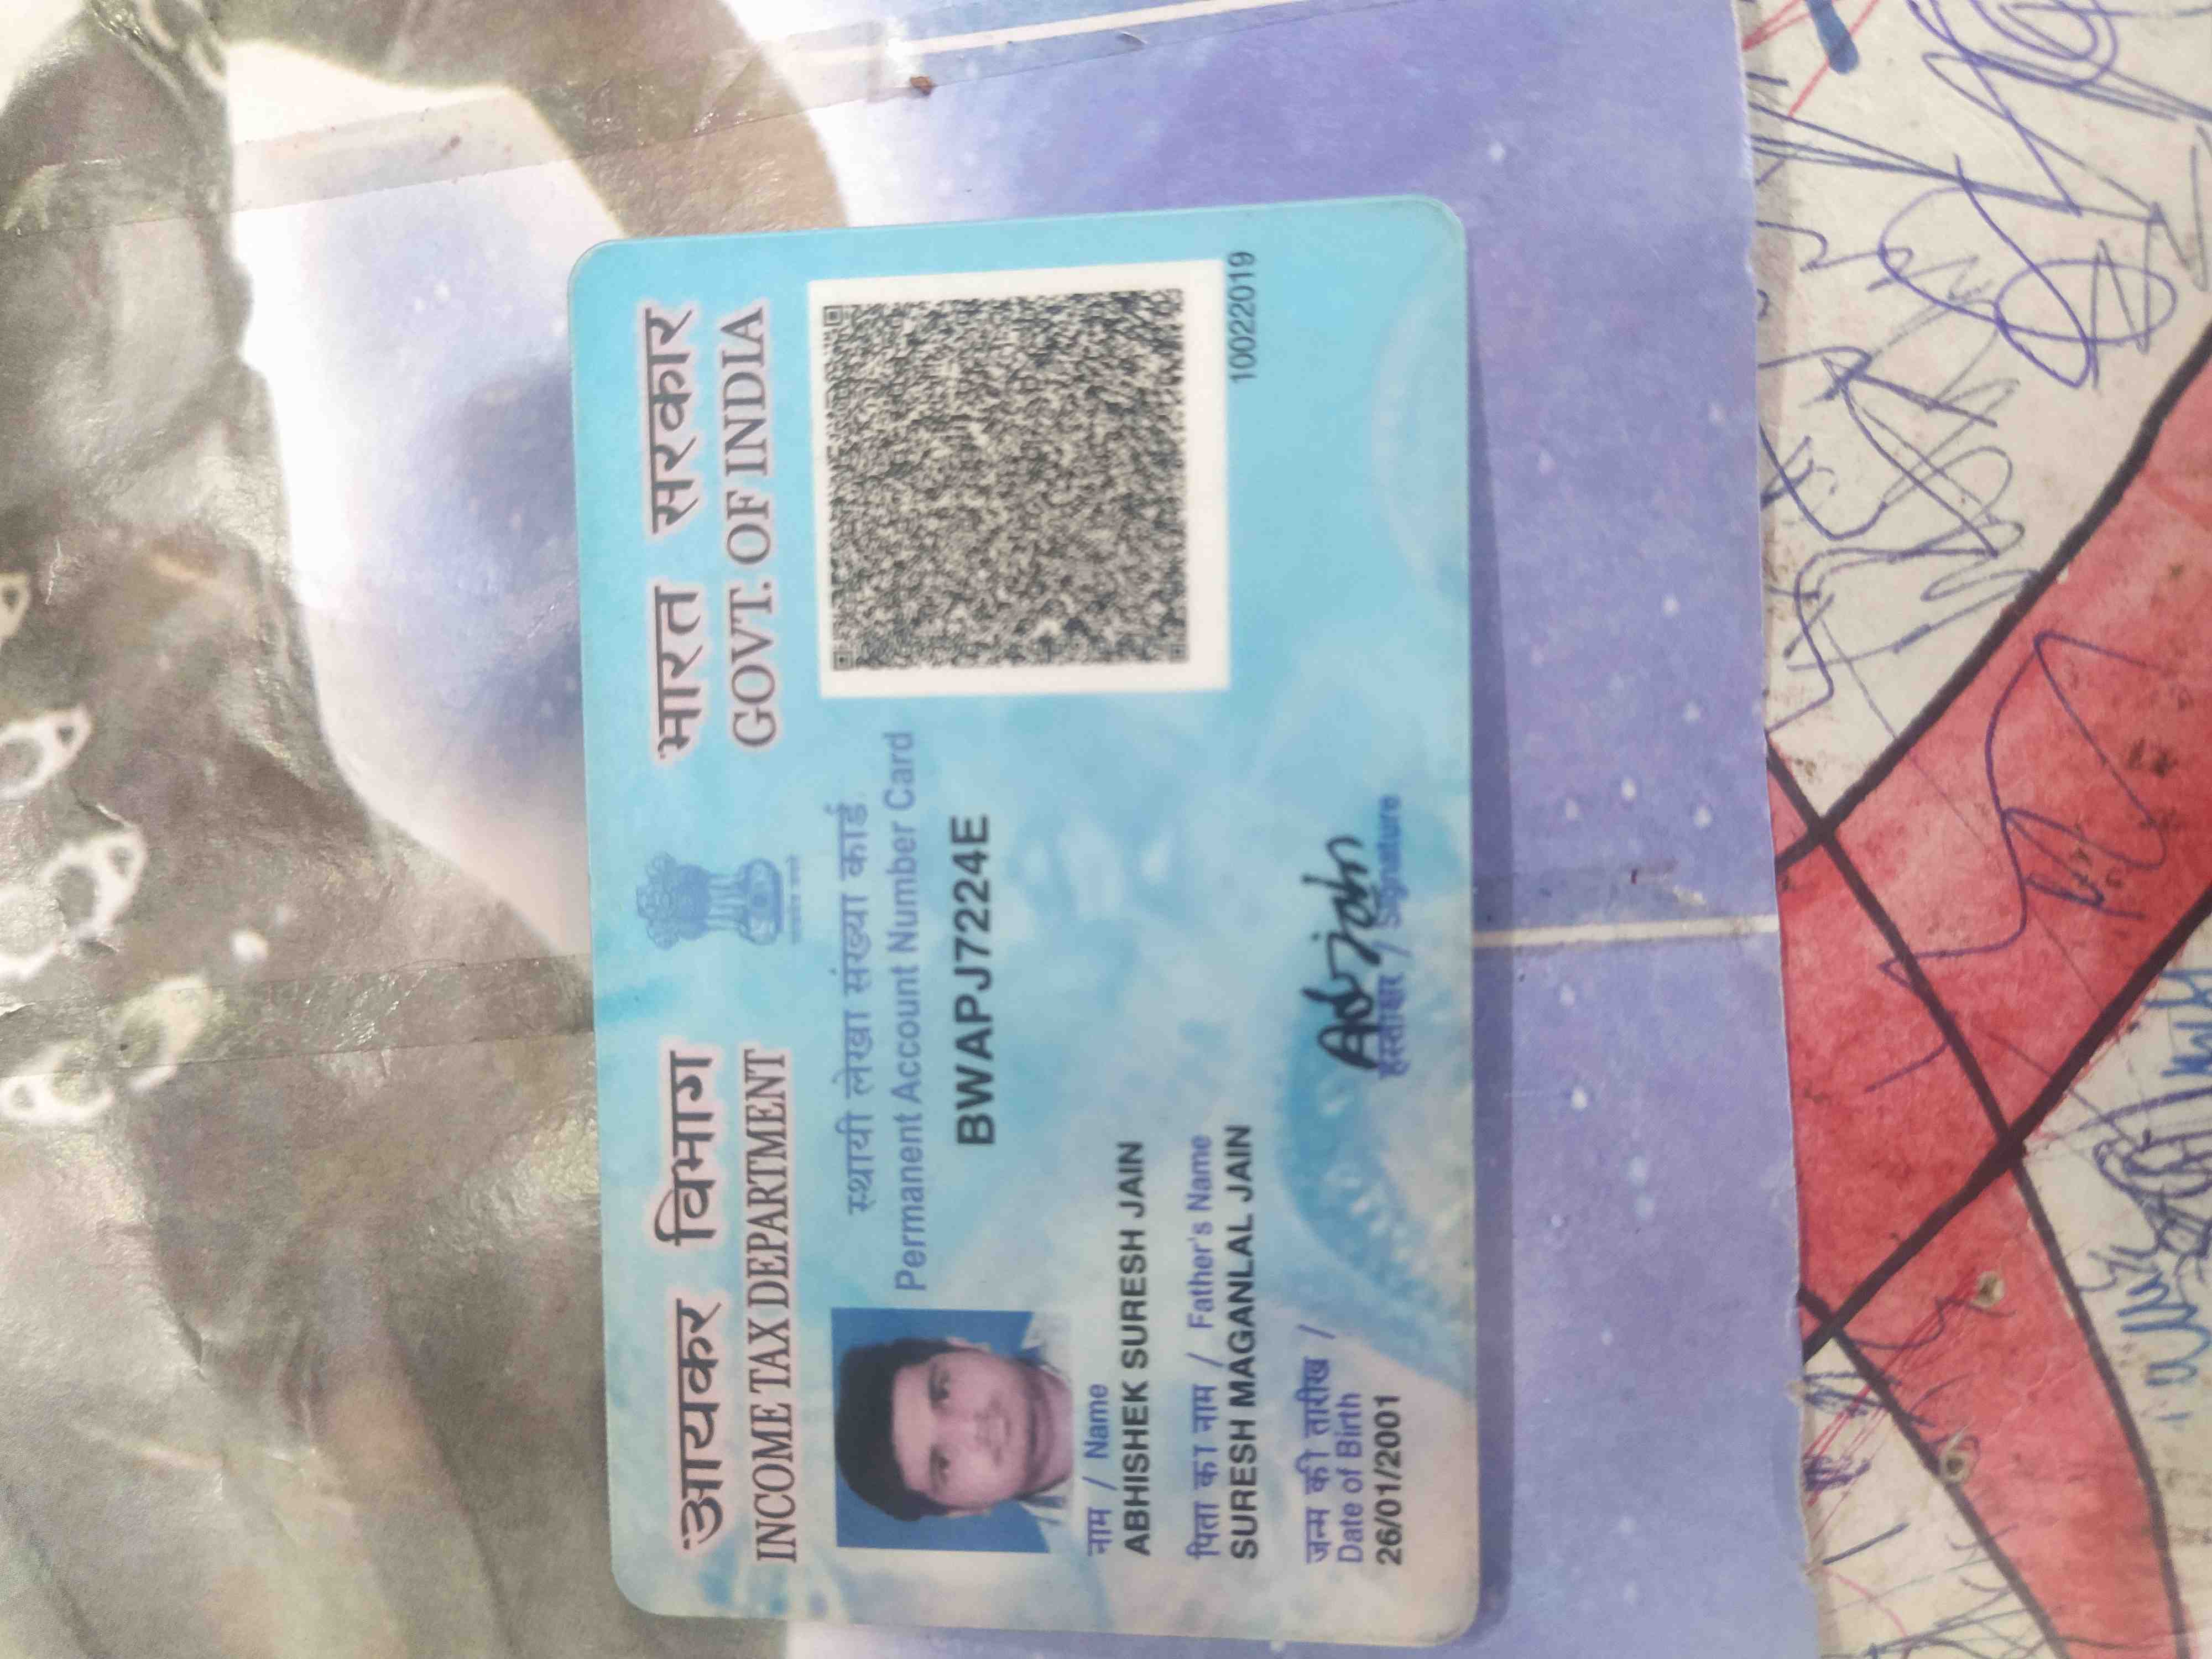 आयकर विभाग
INCOME TAX DEPARTMENT
भारत सरकार
GOVT. OF INDIA
स्थायी लेखा संख्या कार्ड
Permanent Account Number Card
BWAPJ7224E
नाम / Name
ABHISHEK SURESH JAIN
पिता का नाम / Father's Name
SURESH MAGANLAL JAIN
जन्म की तारीख /
Date of Birth
26/01/2001
हस्ताक्षर / Signature
10022019